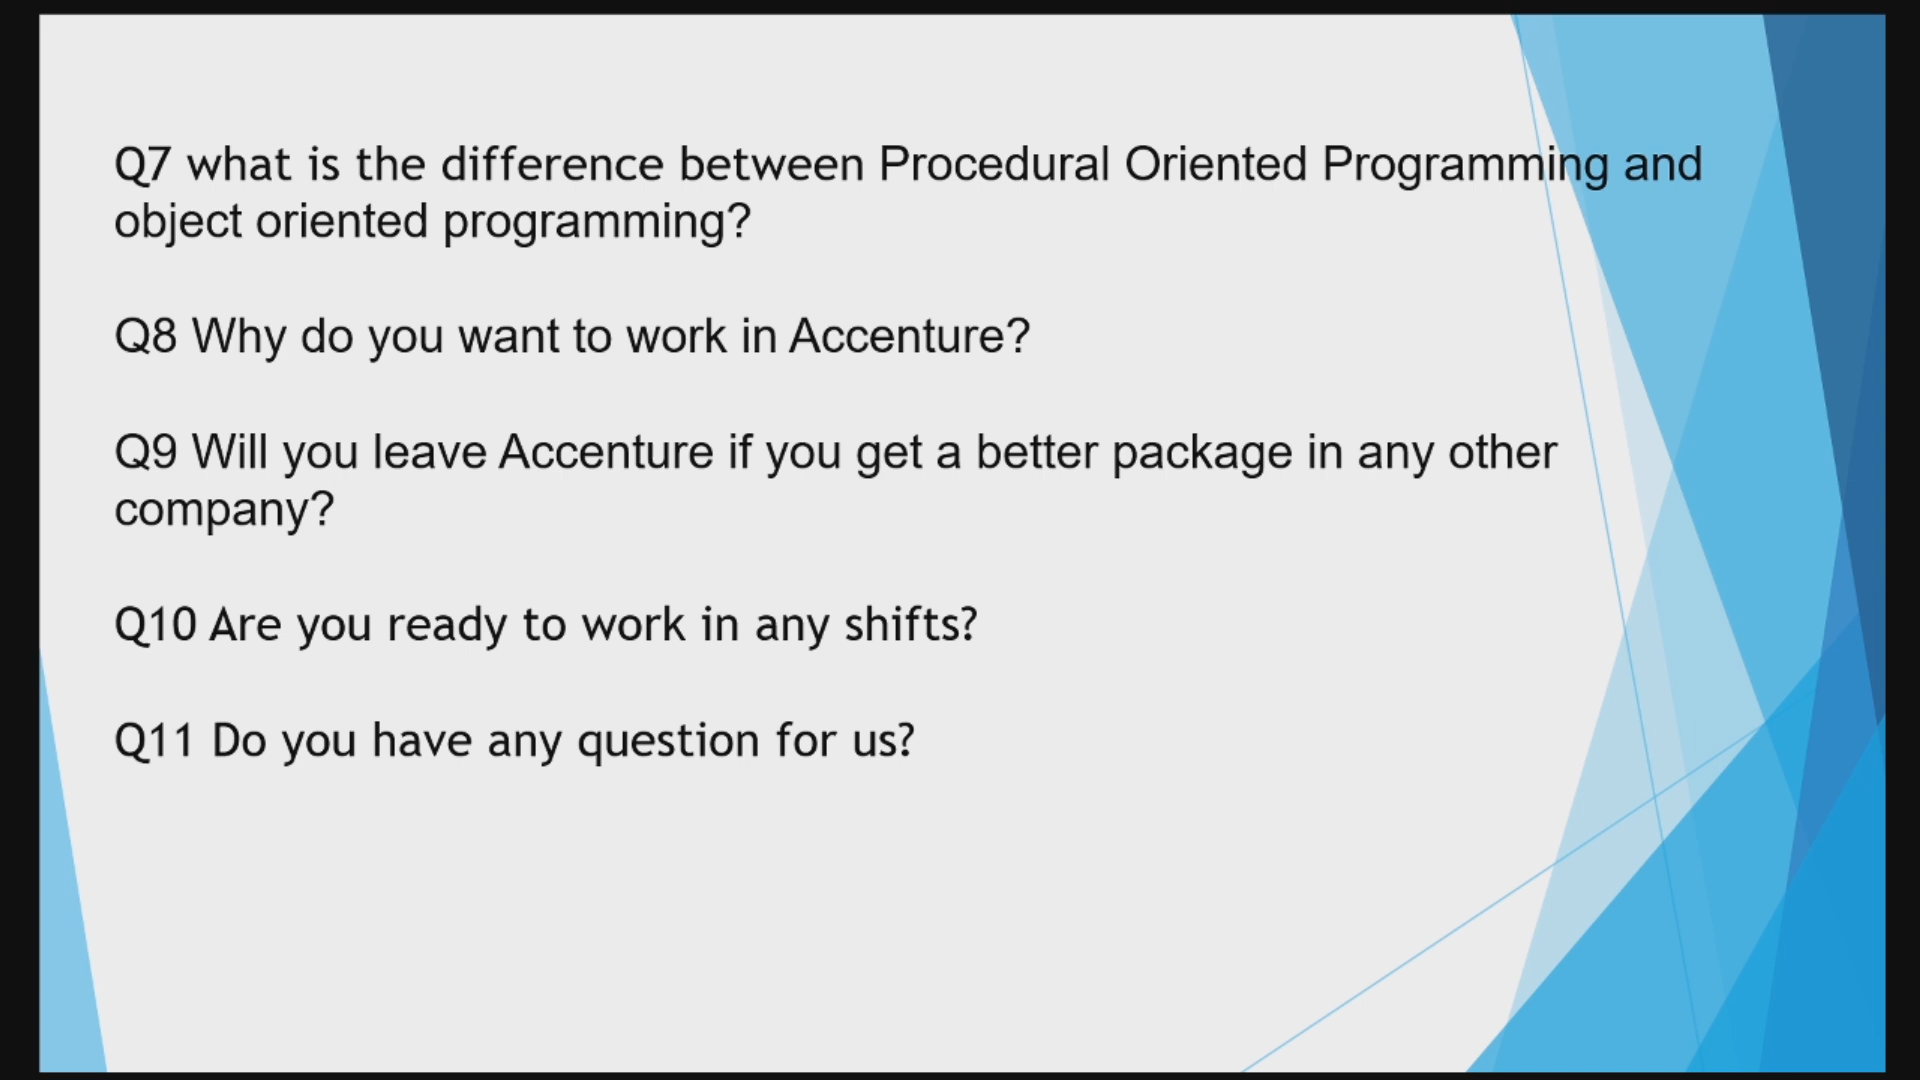 Q7 what is the difference between Procedural Oriented Programming and
object oriented programming?
Q8 Why do you want to work in Accenture?
Q9 Will you leave Accenture if you get a better package in any other
company?
Q10 Are you ready to work in any shifts?
Q11 Do you have any question for us?